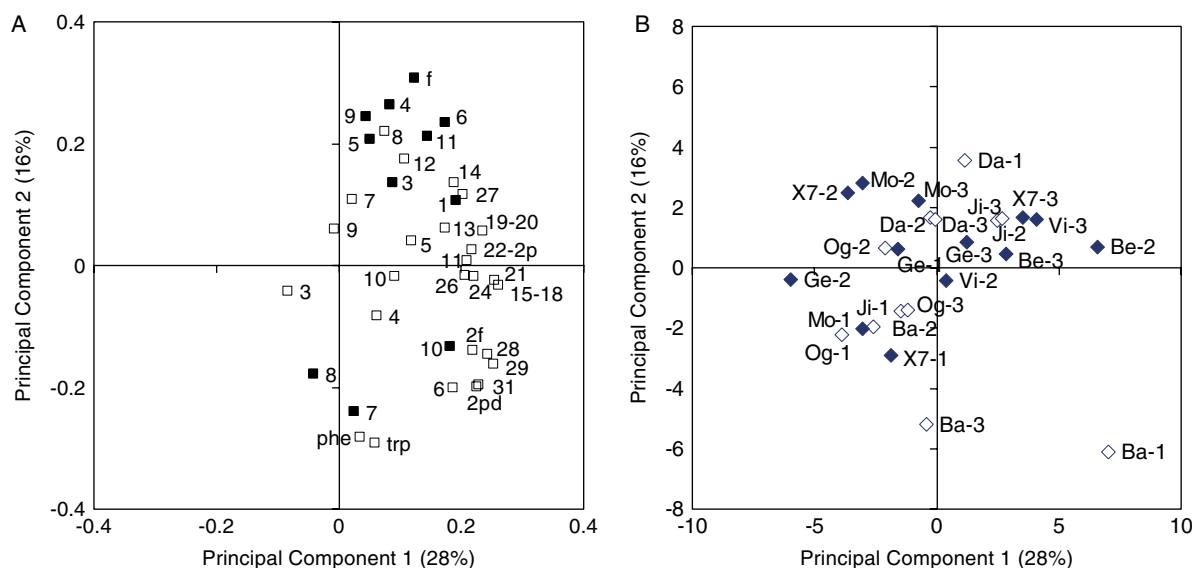 A
B
0.4
0.2
0
-0.2
-0.4
Principal Component 2 (16%)
f
4
9
6
8
5
11
12
14
3
27
7
1
13
19-20
9
5
22-2p
11
10
26
24
21
15-18
3
4
2f
10
28
29
8
6
31
2pd
7
phe
trp
-0.4
-0.2
0
0.2
0.4
Principal Component 1 (28%)
8
6
4
2
0
-2
-4
-6
-8
Principal Component 2 (16%)
Da-1
Mo-2
X7-2
Mo-3
Ji-3
X7-3
Da-2
Da-3
Ji-2
Vi-3
Og-2
Ge-1
Ge-3
Be-3
Be-2
Ge-2
Vi-2
Ji-1
Og-3
Mo-1
Ba-2
Og-1
X7-1
Ba-3
Ba-1
-10
-5
0
5
10
Principal Component 1 (28%)